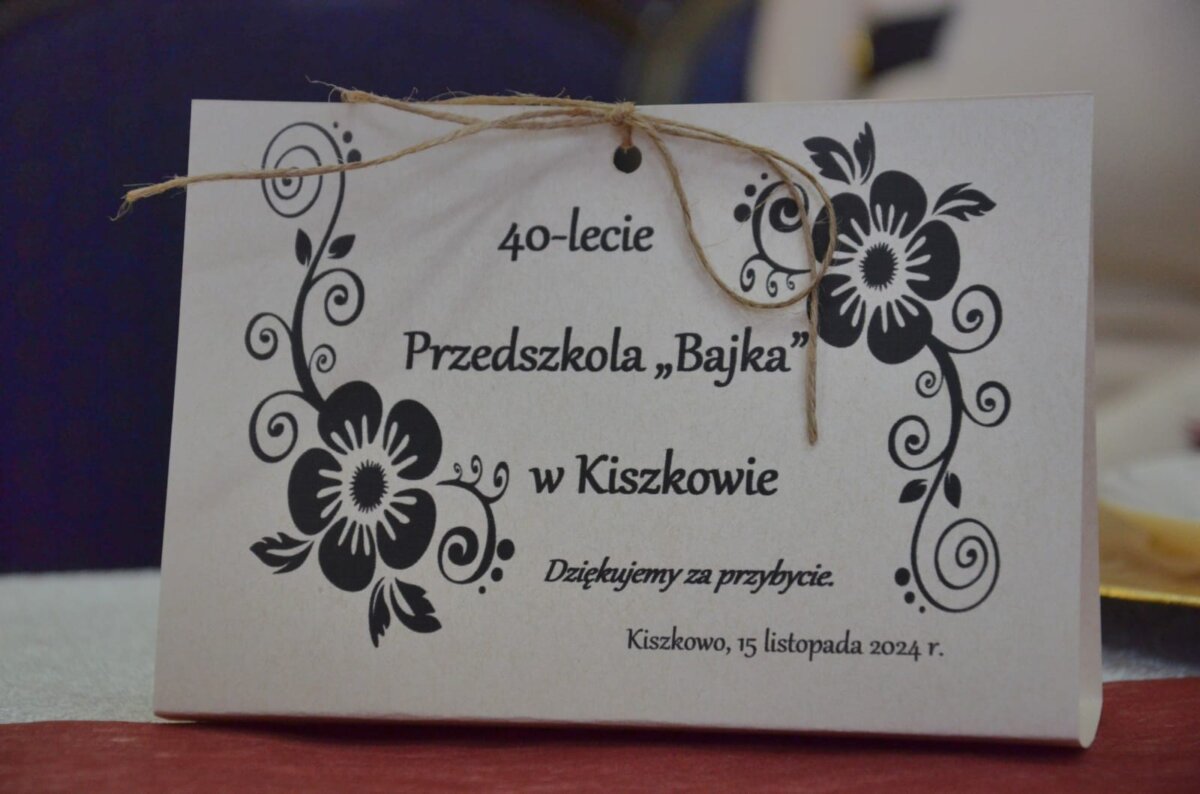 40-lecie
Przedszkola „Bajka”
w Kiszkowie
Dziękujemy za przybycie.
Kiszkowo, 15 listopada 2024 r.